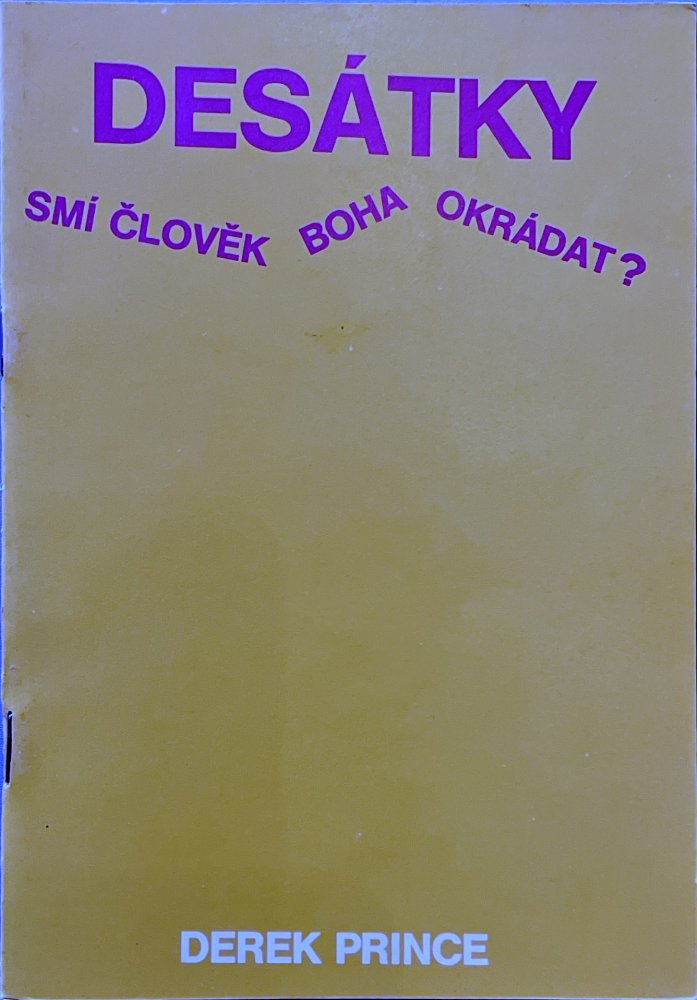 DESÁTKY
SMÍ ČLOVĚK BOHA OKRÁDAT?
DEREK PRINCE